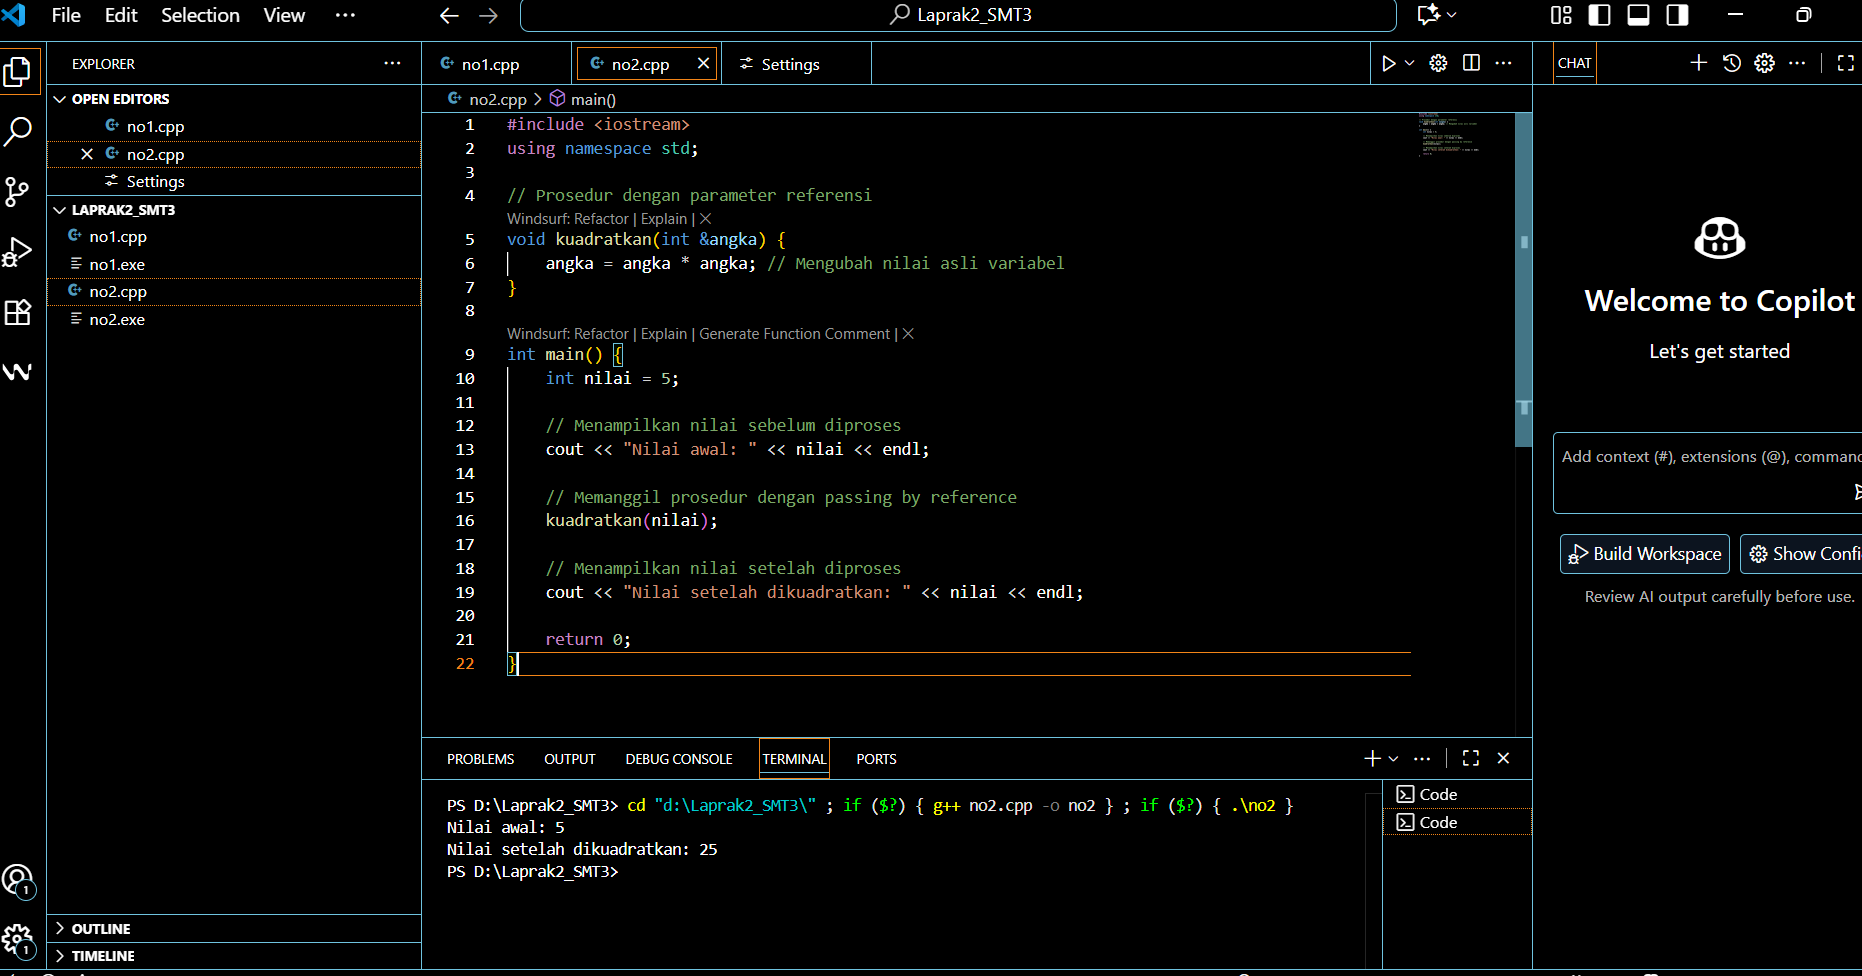 File Edit Selection View ···
Laprak2_SMT3
EXPLORER
OPEN EDITORS
no1.cpp
no2.cpp
Settings
LAPRAK2_SMT3
no1.cpp
no1.exe
no2.cpp
no2.exe
OUTLINE
TIMELINE
no1.cpp
no2.cpp
Settings
no2.cpp > main()
1 #include <iostream>
2 using namespace std;
3
4 // Prosedur dengan parameter referensi
Windsurf: Refactor | Explain | ×
5 void kuadratkan(int &angka) {
6 angka = angka * angka; // Mengubah nilai asli variabel
7 }
8
Windsurf: Refactor | Explain | Generate Function Comment | ×
9 int main() {
10 int nilai = 5;
11
12 // Menampilkan nilai sebelum diproses
13 cout << "Nilai awal: " << nilai << endl;
14
15 // Memanggil prosedur dengan passing by reference
16 kuadratkan(nilai);
17
18 // Menampilkan nilai setelah diproses
19 cout << "Nilai setelah dikuadratkan: " << nilai << endl;
20
21 return 0;
22 }
PROBLEMS OUTPUT DEBUG CONSOLE TERMINAL PORTS
PS D:\Laprak2_SMT3> cd "d:\Laprak2_SMT3\" ; if ($?) { g++ no2.cpp -o no2 } ; if ($?) { .\no2 }
Nilai awal: 5
Nilai setelah dikuadratkan: 25
PS D:\Laprak2_SMT3>
Code
Code
CHAT
Welcome to Copilot
Let's get started
Add context (#), extensions (@), command
Build Workspace
Show Confi
Review AI output carefully before use.
1
1